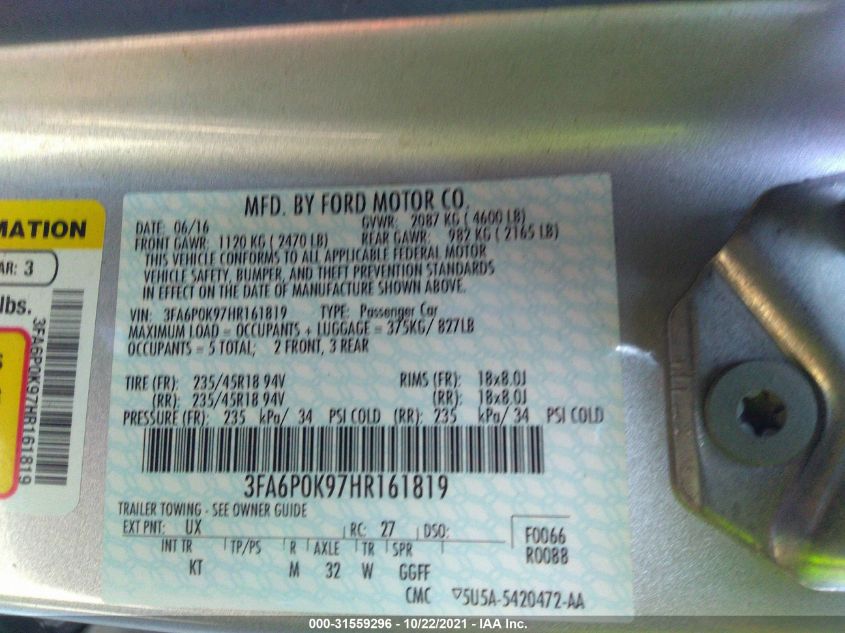 MFD. BY FORD MOTOR CO.
DATE: 06/16 GVWR: 2087 KG ( 4600 LB)
FRONT GAWR: 1120 KG ( 2470 LB) REAR GAWR: 982 KG ( 2165 LB)
THIS VEHICLE CONFORMS TO ALL APPLICABLE FEDERAL MOTOR
VEHICLE SAFETY, BUMPER, AND THEFT PREVENTION STANDARDS
IN EFFECT ON THE DATE OF MANUFACTURE SHOWN ABOVE.
VIN: 3FA6P0K97HR161819 TYPE: Passenger Car
MAXIMUM LOAD = OCCUPANTS + LUGGAGE = 375KG/ 827LB
OCCUPANTS = 5 TOTAL; 2 FRONT, 3 REAR
TIRE (FR): 235/45R18 94V RIMS (FR): 18x8.0J
(RR): 235/45R18 94V (RR): 18x8.0J
PRESSURE (FR): 235 kPa/ 34 PSI COLD (RR): 235 kPa/ 34 PSI COLD
3FA6P0K97HR161819
TRAILER TOWING - SEE OWNER GUIDE
EXT PNT: UX RC: 27 DSO: F0066
R0088
INT TR TP/PS R AXLE TR SPR
KT M 32 W GGFF
CMC ▽5U5A-5420472-AA
MATION
AR: 3
lbs.
3FA6P0K97HR161819
000-31559296 - 10/22/2021 - IAA Inc.